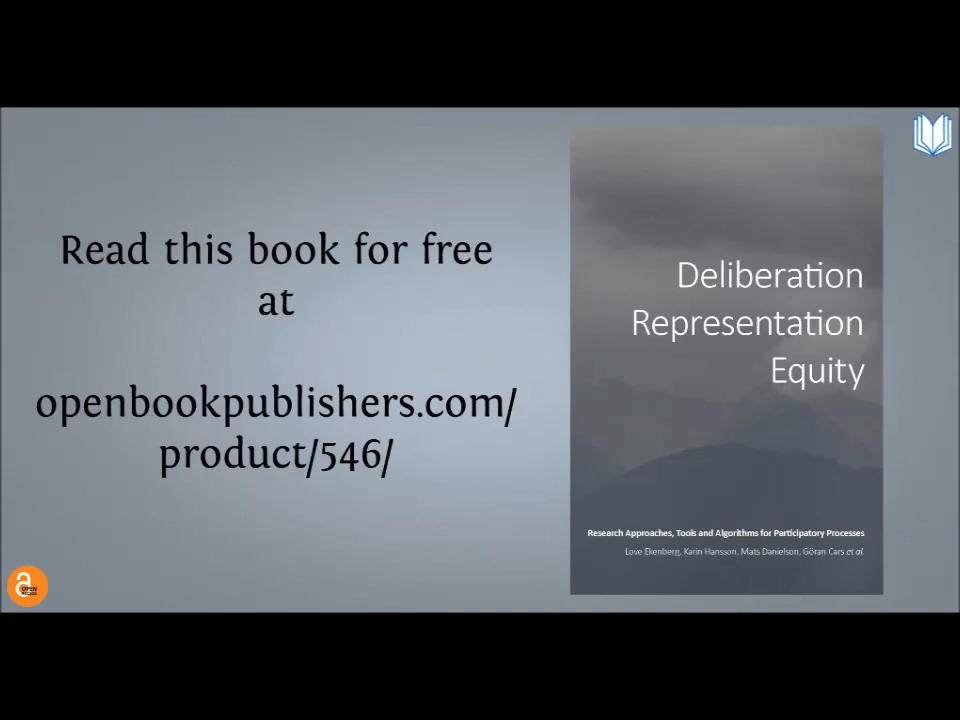 Read this book for free
at
openbookpublishers.com/
product/546/
Deliberation
Representation
Equity
Research Approaches, Tools and Algorithms for Participatory Processes
Love Ekenberg, Karin Hansson, Mats Danielson, Göran Cars et al.
OPEN